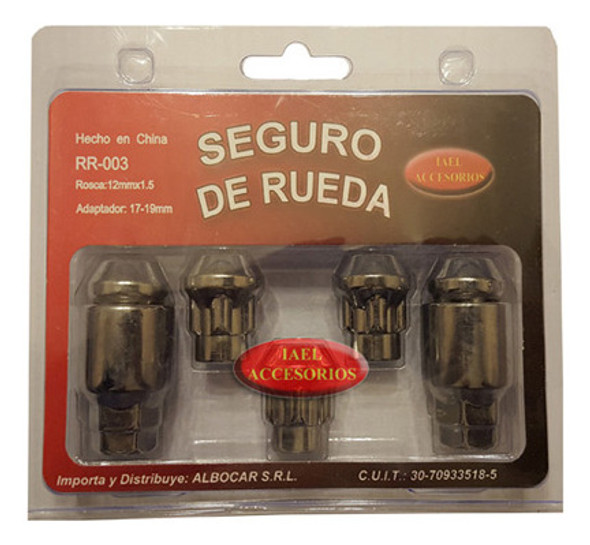 Hecho en China
RR-003
Rosca:12mmx1.5
Adaptador: 17-19mm
SEGURO
DE RUEDA
IAEL
ACCESORIOS
IAEL
ACCESORIOS
Importa y Distribuye: ALBOCAR S.R.L.
C.U.I.T.: 30-70933518-5